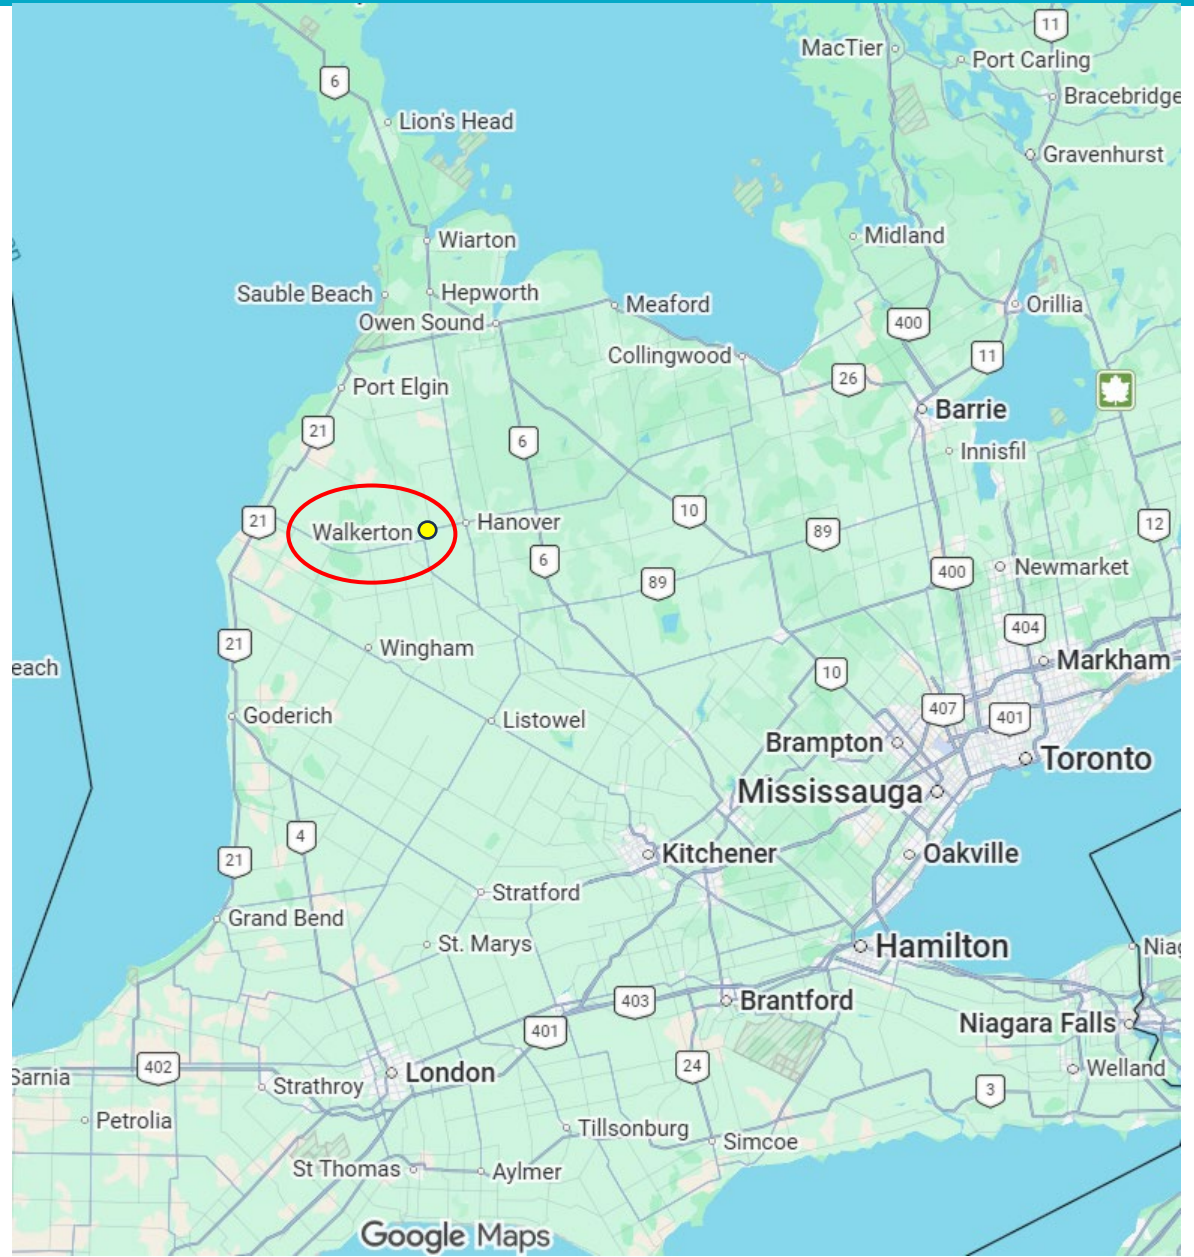 11
MacTier
Port Carling
6
Bracebridge
Lion's Head
Gravenhurst
Midland
Wiarton
Sauble Beach
Hepworth
Meaford
Orillia
Owen Sound
400
Collingwood
11
26
Port Elgin
Barrie
21
6
Innisfil
10
21
Walkerton
Hanover
89
12
6
400
Newmarket
89
404
21
Wingham
Markham
each
10
407
401
Goderich
Listowel
Brampton
Toronto
Mississauga
4
Kitchener
Oakville
21
Stratford
Grand Bend
St. Marys
Hamilton
Niag
403
Brantford
401
Niagara Falls
402
24
Welland
Sarnia
London
Strathroy
3
Petrolia
Tillsonburg
Simcoe
St Thomas
Aylmer
Google Maps